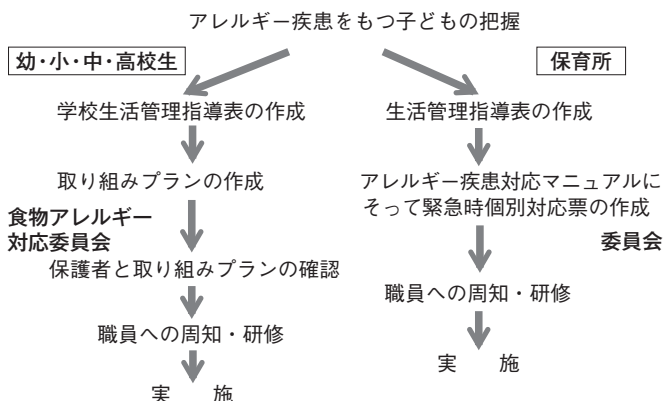 アレルギー疾患をもつ子どもの把握
幼・小・中・高校生
学校生活管理指導表の作成
取り組みプランの作成
食物アレルギー
対応委員会
保護者と取り組みプランの確認
職員への周知・研修
実　　施
保育所
生活管理指導表の作成
アレルギー疾患対応マニュアルに
そって緊急時個別対応票の作成
委員会
職員への周知・研修
実　　施